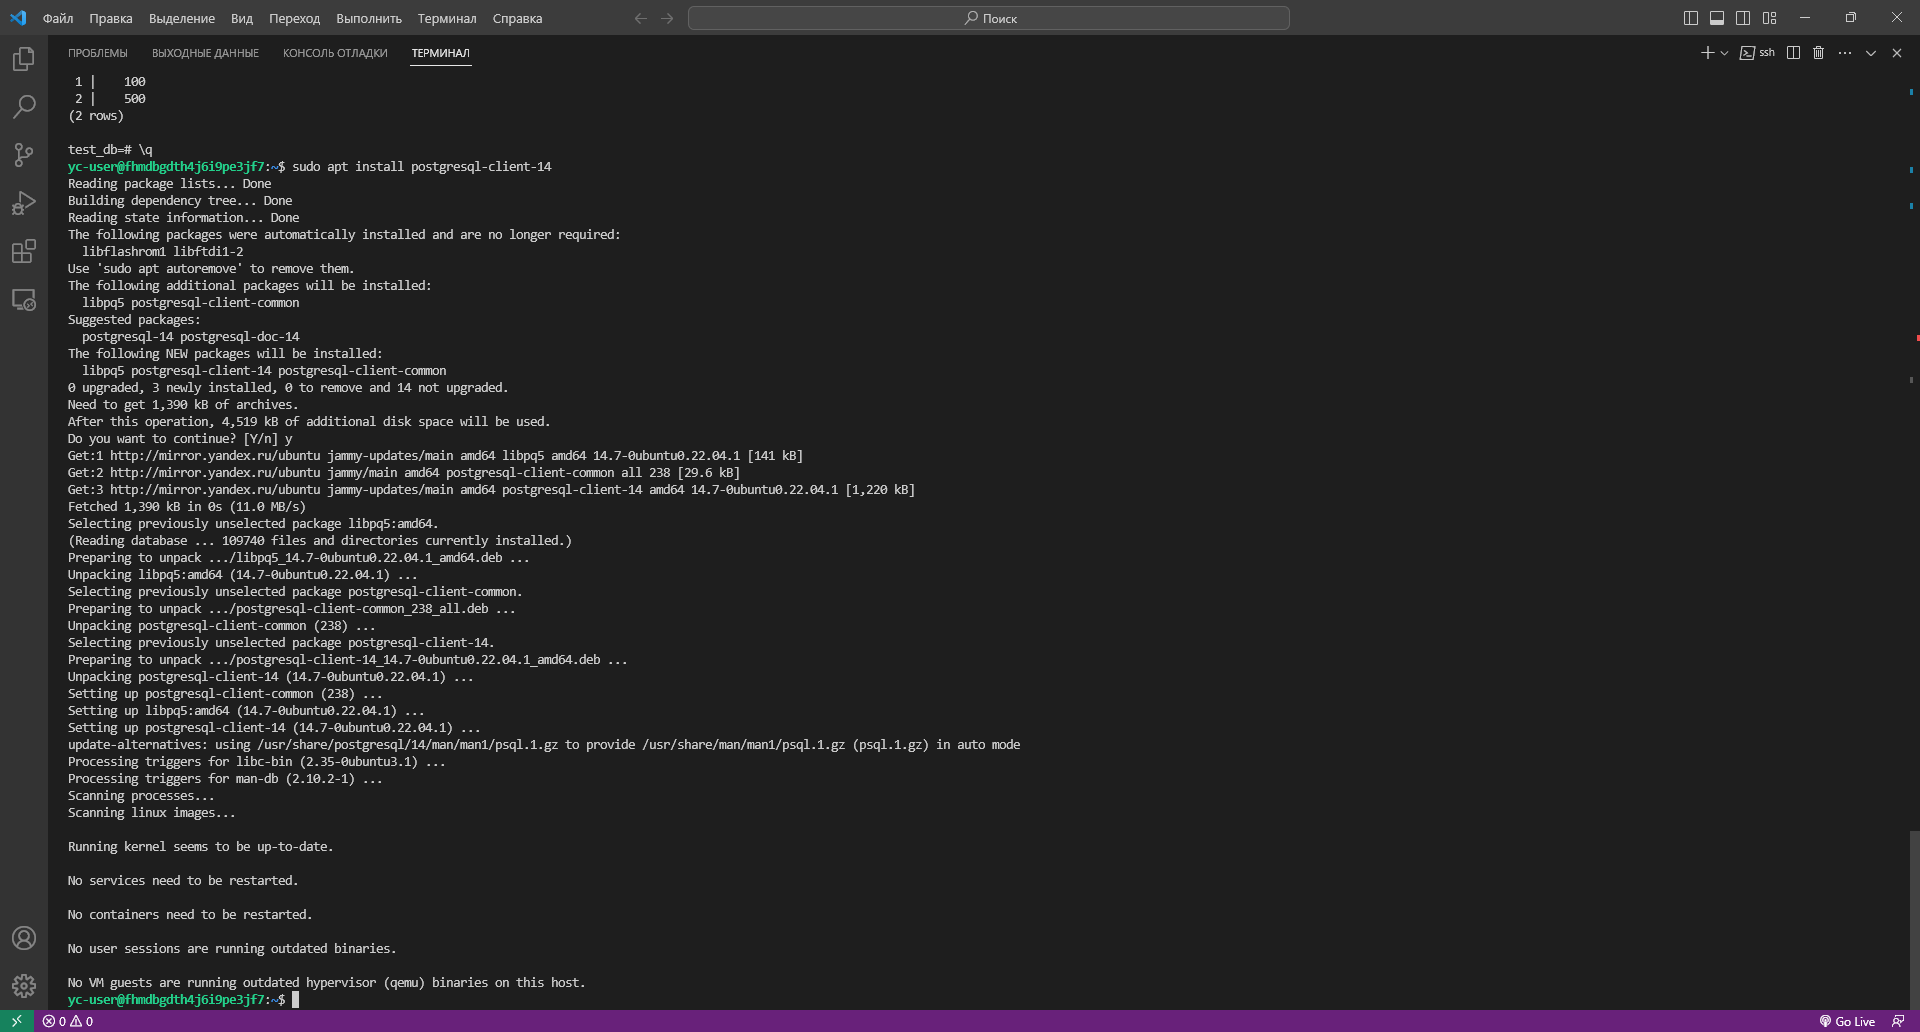 Файл Правка Выделение Вид Переход Выполнить Терминал Справка Поиск
ПРОБЛЕМЫ ВЫХОДНЫЕ ДАННЫЕ КОНСОЛЬ ОТЛАДКИ ТЕРМИНАЛ ssh
1 |    100
2 |    500
(2 rows)
test_db=# \q
yc-user@fhmdbgdth4j6i9pe3jf7:~$ sudo apt install postgresql-client-14
Reading package lists... Done
Building dependency tree... Done
Reading state information... Done
The following packages were automatically installed and are no longer required:
libflashrom1 libftdi1-2
Use 'sudo apt autoremove' to remove them.
The following additional packages will be installed:
libpq5 postgresql-client-common
Suggested packages:
postgresql-14 postgresql-doc-14
The following NEW packages will be installed:
libpq5 postgresql-client-14 postgresql-client-common
0 upgraded, 3 newly installed, 0 to remove and 14 not upgraded.
Need to get 1,390 kB of archives.
After this operation, 4,519 kB of additional disk space will be used.
Do you want to continue? [Y/n] y
Get:1 http://mirror.yandex.ru/ubuntu jammy-updates/main amd64 libpq5 amd64 14.7-0ubuntu0.22.04.1 [141 kB]
Get:2 http://mirror.yandex.ru/ubuntu jammy/main amd64 postgresql-client-common all 238 [29.6 kB]
Get:3 http://mirror.yandex.ru/ubuntu jammy-updates/main amd64 postgresql-client-14 amd64 14.7-0ubuntu0.22.04.1 [1,220 kB]
Fetched 1,390 kB in 0s (11.0 MB/s)
Selecting previously unselected package libpq5:amd64.
(Reading database ... 109740 files and directories currently installed.)
Preparing to unpack .../libpq5_14.7-0ubuntu0.22.04.1_amd64.deb ...
Unpacking libpq5:amd64 (14.7-0ubuntu0.22.04.1) ...
Selecting previously unselected package postgresql-client-common.
Preparing to unpack .../postgresql-client-common_238_all.deb ...
Unpacking postgresql-client-common (238) ...
Selecting previously unselected package postgresql-client-14.
Preparing to unpack .../postgresql-client-14_14.7-0ubuntu0.22.04.1_amd64.deb ...
Unpacking postgresql-client-14 (14.7-0ubuntu0.22.04.1) ...
Setting up postgresql-client-common (238) ...
Setting up libpq5:amd64 (14.7-0ubuntu0.22.04.1) ...
Setting up postgresql-client-14 (14.7-0ubuntu0.22.04.1) ...
update-alternatives: using /usr/share/postgresql/14/man/man1/psql.1.gz to provide /usr/share/man/man1/psql.1.gz (psql.1.gz) in auto mode
Processing triggers for libc-bin (2.35-0ubuntu3.1) ...
Processing triggers for man-db (2.10.2-1) ...
Scanning processes...
Scanning linux images...
Running kernel seems to be up-to-date.
No services need to be restarted.
No containers need to be restarted.
No user sessions are running outdated binaries.
No VM guests are running outdated hypervisor (qemu) binaries on this host.
yc-user@fhmdbgdth4j6i9pe3jf7:~$
0 0 Go Live